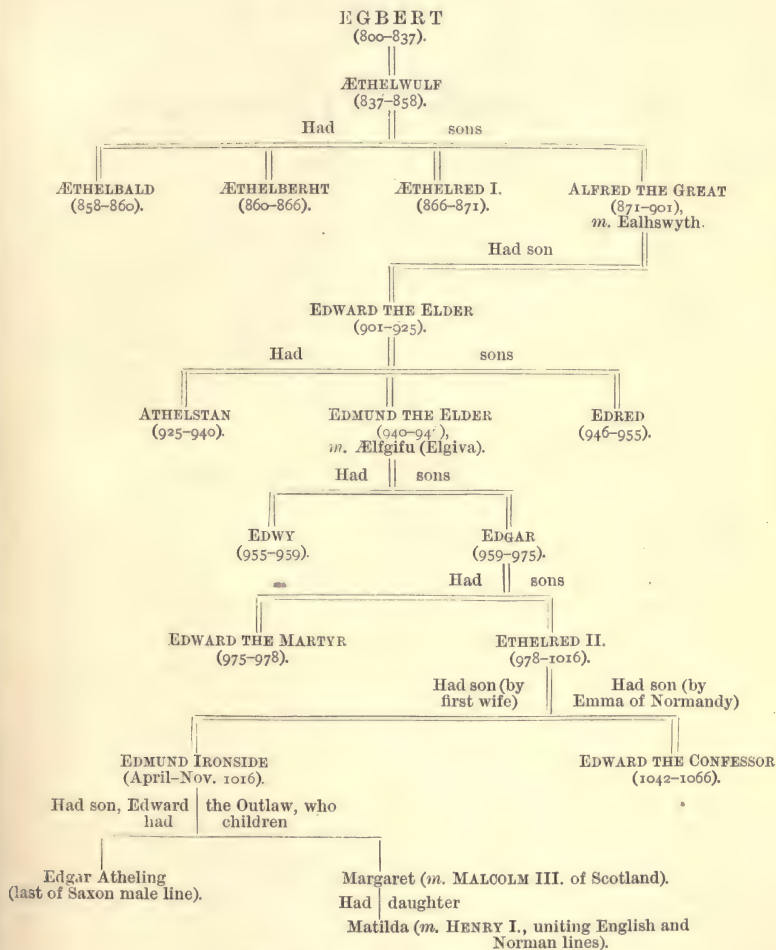 EGBERT
(800–837).
ÆTHELWULF
(837–858).
Had sons
ÆTHELBALD ÆTHELBERHT ÆTHELRED I. ALFRED THE GREAT
(858–860). (860–866). (866–871). (871–901),
m. Ealhswyth.
Had son
EDWARD THE ELDER
(901–925).
Had sons
ATHELSTAN EDMUND THE ELDER EDRED
(925–940). (946–955).
m. Ælfgifu (Elgiva).
Had sons
EDWY EDGAR
(955–959). (959–975).
Had sons
EDWARD THE MARTYR ETHELRED II.
(975–978). (978–1016).
Had son (by Had son (by
first wife) Emma of Normandy)
EDMUND IRONSIDE EDWARD THE CONFESSOR
(April–Nov. 1016). (1042–1066).
Had son, Edward the Outlaw, who
had children
Edgar Atheling Margaret (m. MALCOLM III. of Scotland).
(last of Saxon male line). Had daughter
Matilda (m. HENRY I., uniting English and
Norman lines).